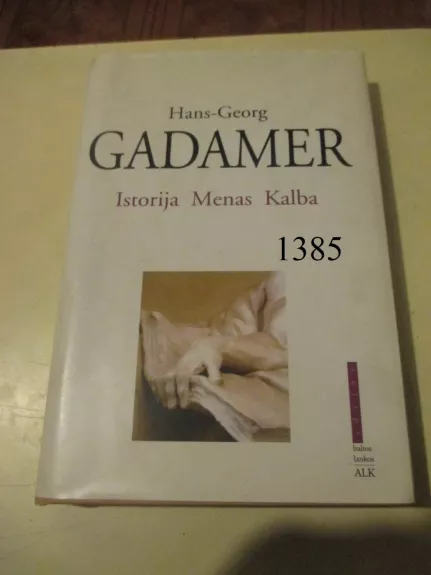 Hans-Georg
GADAMER
Istorija Menas Kalba
1385
baltos
lankos
ALK